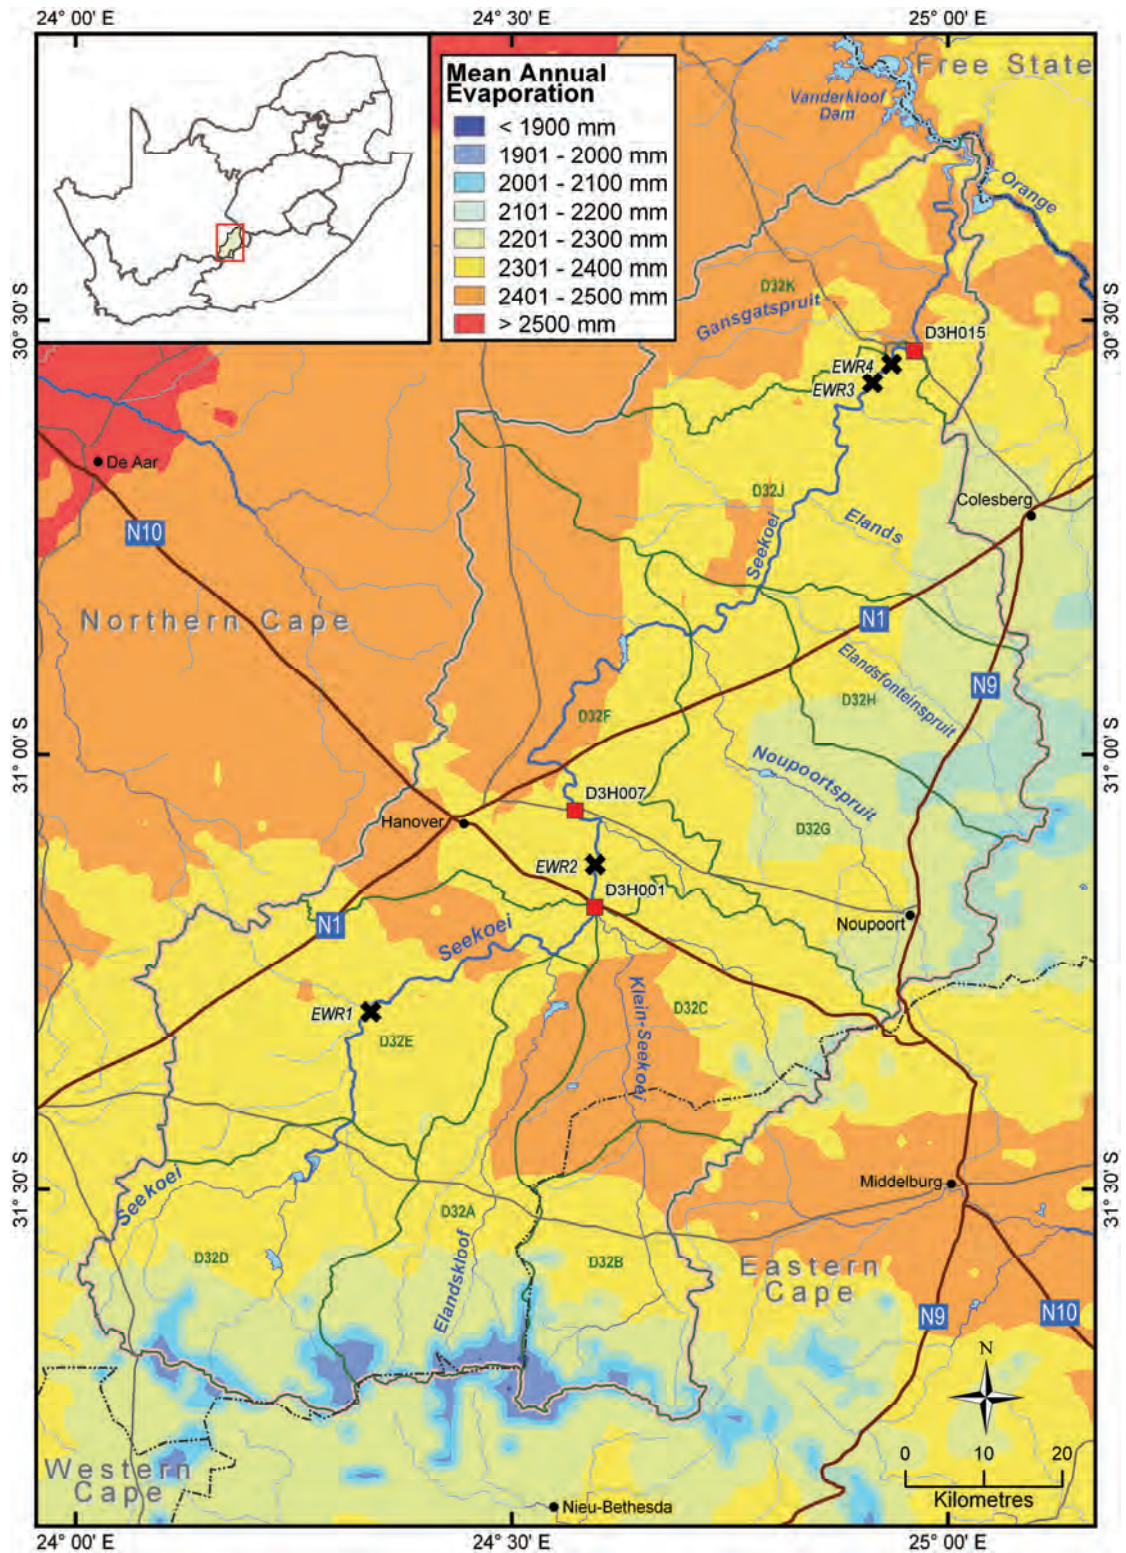 24° 00' E
24° 30' E
25° 00' E
Mean Annual
Evaporation
< 1900 mm
1901 - 2000 mm
2001 - 2100 mm
2101 - 2200 mm
2201 - 2300 mm
2301 - 2400 mm
2401 - 2500 mm
> 2500 mm
Free State
Vanderkloof
Dam
Orange
D32K
Gansgatspruit
30° 30' S
30° 30' S
D3H015
EWR4
EWR3
De Aar
D32J
Colesberg
N10
Elands
Seekoei
Northern Cape
N1
Elandsfonteinspruit
N9
D32H
D32F
31° 00' S
31° 00' S
Noupoortspruit
D3H007
Hanover
D32G
EWR2
D3H001
N1
Noupoort
Seekoei
Klein-Seekoei
D32C
EWR1
D32E
31° 30' S
31° 30' S
Middelburg
Seekoei
D32A
D32D
D32B
Elandskloof
Eastern
Cape
N9
N10
N
Western
Cape
0
10
20
Kilometres
Nieu-Bethesda
24° 00' E
24° 30' E
25° 00' E